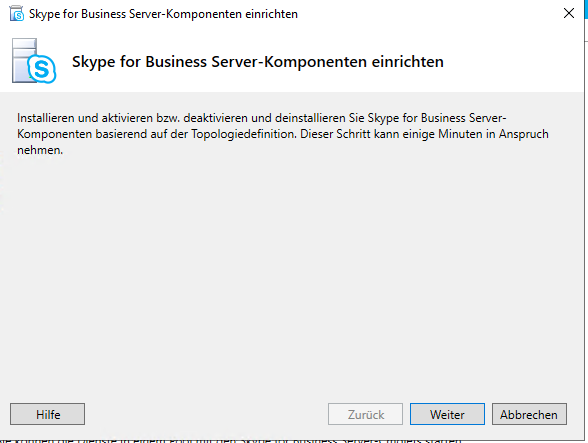 Skype for Business Server-Komponenten einrichten
Skype for Business Server-Komponenten einrichten
Installieren und aktivieren bzw. deaktivieren und deinstallieren Sie Skype for Business Server-
Komponenten basierend auf der Topologiedefinition. Dieser Schritt kann einige Minuten in Anspruch
nehmen.
Hilfe
Zurück
Weiter
Abbrechen